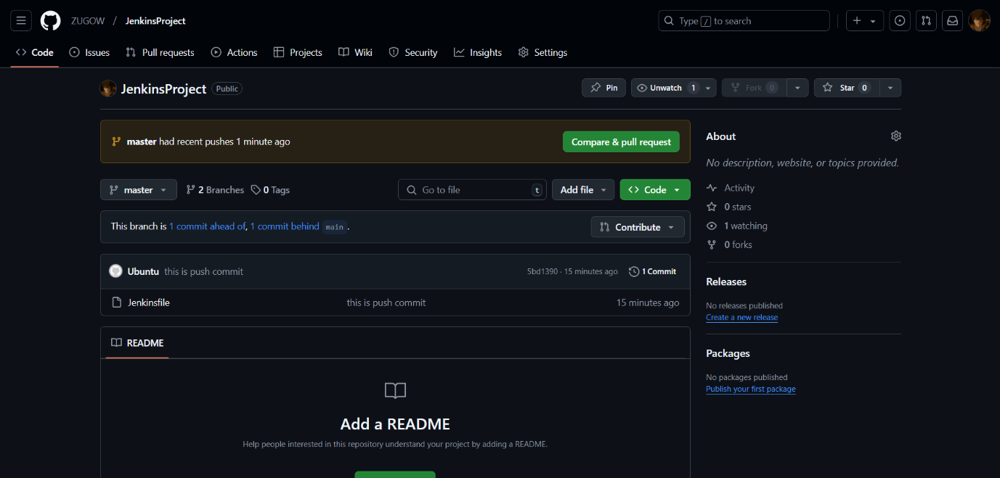 ZUGOW / JenkinsProject
Type / to search
Code Issues Pull requests Actions Projects Wiki Security Insights Settings
JenkinsProject Public
Pin Unwatch 1 Fork 0 Star 0
master had recent pushes 1 minute ago
Compare & pull request
master 2 Branches 0 Tags
Go to file t
Add file
Code
This branch is 1 commit ahead of, 1 commit behind main .
Contribute
Ubuntu this is push commit 5bd1390 · 15 minutes ago 1 Commit
Jenkinsfile this is push commit 15 minutes ago
README
Add a README
Help people interested in this repository understand your project by adding a README.
About
No description, website, or topics provided.
Activity
0 stars
1 watching
0 forks
Releases
No releases published
Create a new release
Packages
No packages published
Publish your first package